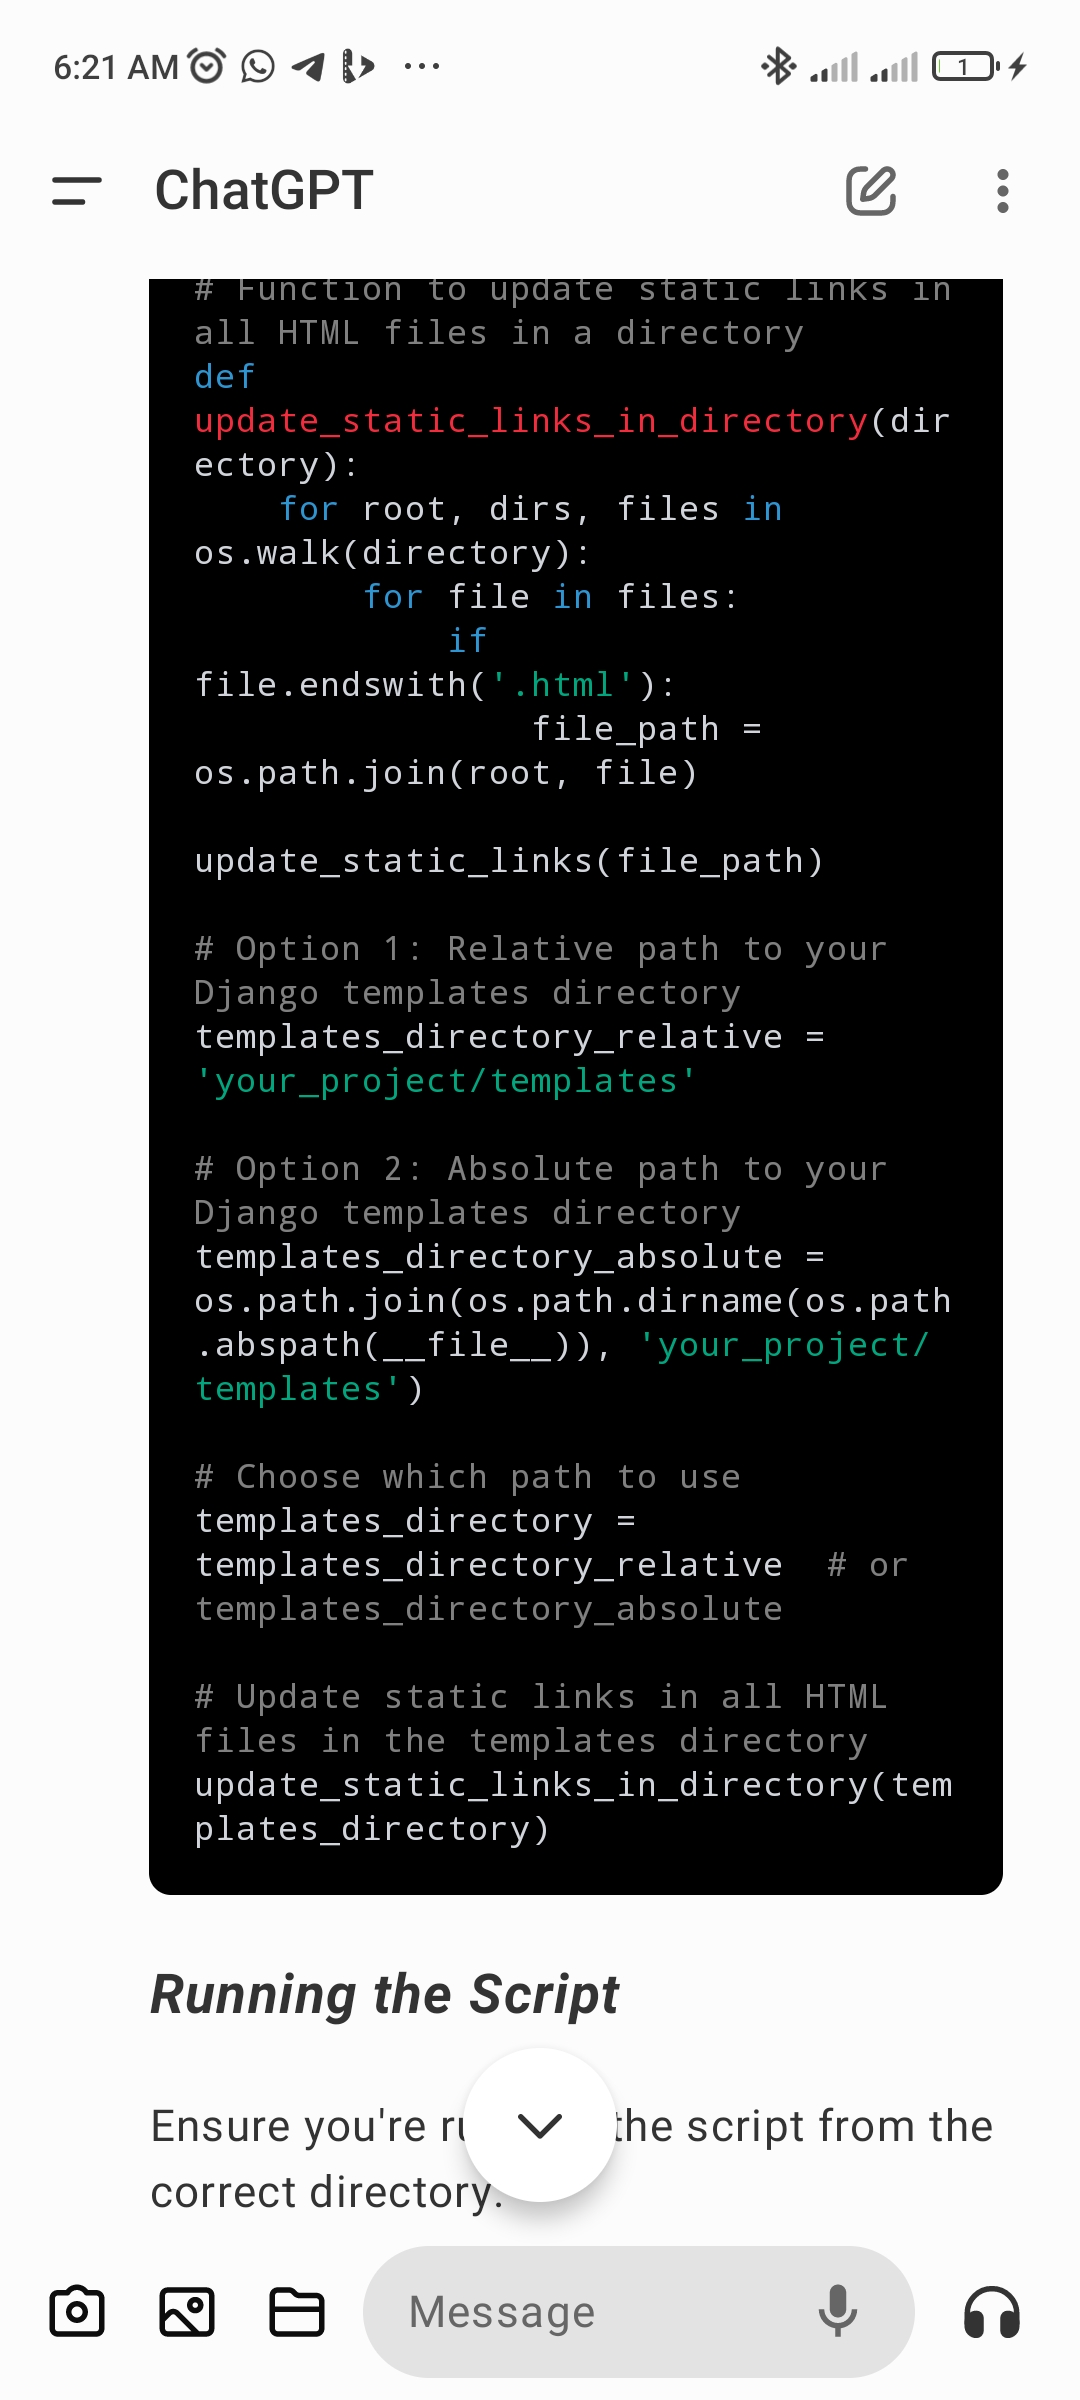 6:21 AM
1
ChatGPT
# Function to update static links in
all HTML files in a directory
def
update_static_links_in_directory(dir
ectory):
    for root, dirs, files in
os.walk(directory):
        for file in files:
            if
file.endswith('.html'):
                file_path =
os.path.join(root, file)
update_static_links(file_path)
# Option 1: Relative path to your
Django templates directory
templates_directory_relative =
'your_project/templates'
# Option 2: Absolute path to your
Django templates directory
templates_directory_absolute =
os.path.join(os.path.dirname(os.path
.abspath(__file__)), 'your_project/
templates')
# Choose which path to use
templates_directory =
templates_directory_relative  # or
templates_directory_absolute
# Update static links in all HTML
files in the templates directory
update_static_links_in_directory(tem
plates_directory)
Running the Script
Ensure you're the script from the
correct directory.
Message